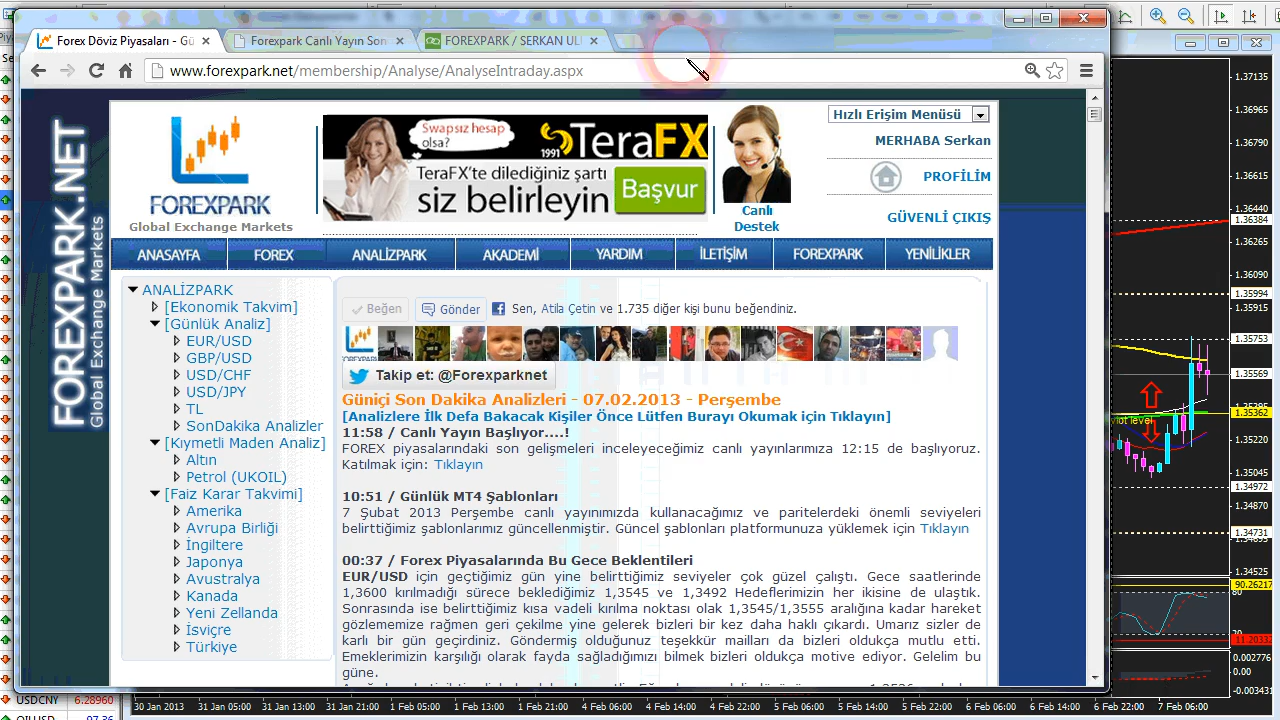 Forex Döviz Piyasaları - Gü
Forexpark Canlı Yayın Son
FOREXPARK / SERKAN ULU
www.forexpark.net/membership/Analyse/AnalyseIntraday.aspx
FOREXPARK.NET
Global Exchange Markets
FOREXPARK
Global Exchange Markets
Swapsız hesap
olsa?
1991 TeraFX
TeraFX'te dilediğiniz şartı
siz belirleyin
Başvur
Canlı
Destek
Hızlı Erişim Menüsü
MERHABA Serkan
PROFİLİM
GÜVENLİ ÇIKIŞ
ANASAYFA
FOREX
ANALİZPARK
AKADEMİ
YARDIM
İLETİŞİM
FOREXPARK
YENİLİKLER
ANALİZPARK
[Ekonomik Takvim]
[Günlük Analiz]
EUR/USD
GBP/USD
USD/CHF
USD/JPY
TL
SonDakika Analizler
[Kıymetli Maden Analiz]
Altın
Petrol (UKOIL)
[Faiz Karar Takvimi]
Amerika
Avrupa Birliği
İngiltere
Japonya
Avustralya
Kanada
Yeni Zellanda
İsviçre
Türkiye
Beğen
Gönder
Sen, Atila Çetin ve 1.735 diğer kişi bunu beğendiniz.
FOREXPARK
Takip et: @Forexparknet
Güniçi Son Dakika Analizleri - 07.02.2013 - Perşembe
[Analizlere İlk Defa Bakacak Kişiler Önce Lütfen Burayı Okumak için Tıklayın]
11:58 / Canlı Yayın Başlıyor....!
FOREX piyasalarındaki son gelişmeleri inceleyeceğimiz canlı yayınlarımıza 12:15 de başlıyoruz.
Katılmak için: Tıklayın
10:51 / Günlük MT4 Şablonları
7 Şubat 2013 Perşembe canlı yayınımızda kullanacağımız ve paritelerdeki önemli seviyeleri
belirttiğimiz şablonlarımız güncellenmiştir. Güncel şablonları platformunuza yüklemek için Tıklayın
00:37 / Forex Piyasalarında Bu Gece Beklentileri
EUR/USD için geçtiğimiz gün yine belirttiğimiz seviyeler çok güzel çalıştı. Gece saatlerinde
1,3600 kırılmadığı sürece beklediğimiz 1,3545 ve 1,3492 Hedeflerimizin her ikisine de ulaştık.
Sonrasında ise belirttiğimiz kısa vadeli kırılma noktası olak 1,3545/1,3555 aralığına kadar hareket
gözlememize rağmen geri çekilme yine gelerek bizleri bir kez daha haklı çıkardı. Umarız sizler de
karlı bir gün geçirdiniz. Göndermiş olduğunuz teşekkür mailları da bizleri oldukça mutlu etti.
Emeklerimizin karşılığı olarak fayda sağladığımızı bilmek bizleri oldukça motive ediyor. Gelelim bu
güne.
1.37135
1.36965
1.36790
1.36615
1.36440
1.36384
1.36265
1.36090
1.35994
1.35753
1.35569
1.35362
1.35220
1.35045
1.34972
1.34870
1.34731
1.34525
90.26217
80
11.20332
0.002776
0.00
-0.003431
USDCNY 6.28960
97.36
30 Jan 2013
31 Jan 05:00
31 Jan 13:00
31 Jan 21:00
1 Feb 13:00
1 Feb 21:00
4 Feb 06:00
4 Feb 14:00
4 Feb 22:00
5 Feb 06:00
5 Feb 14:00
5 Feb 22:00
6 Feb 06:00
6 Feb 14:00
6 Feb 22:00
7 Feb 06:00